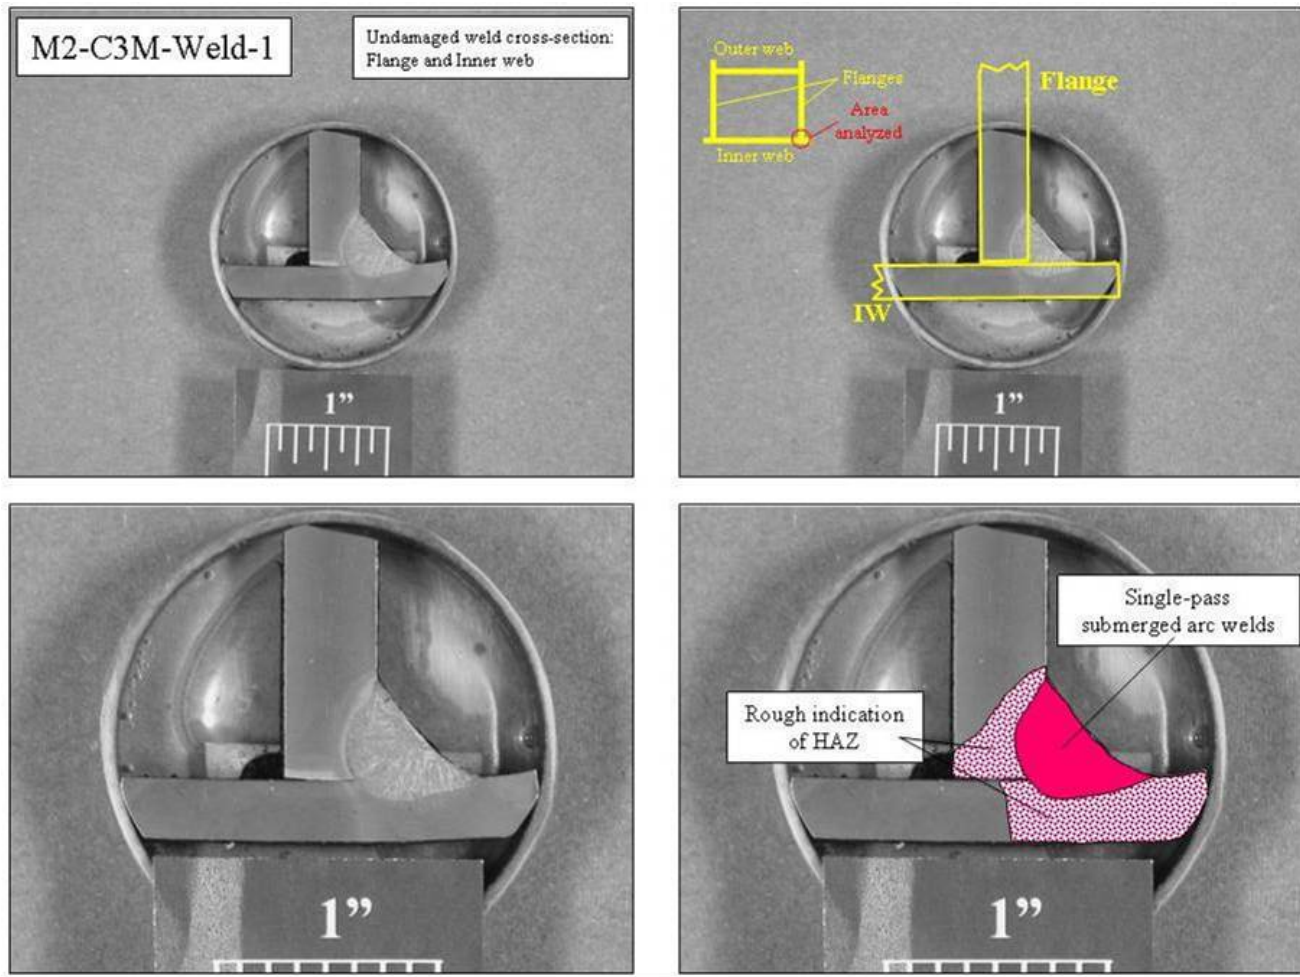 M2-C3M-Weld-1
Undamaged weld cross-section:
Flange and Inner web
1”
Outer web
Flanges
Area
analyzed
Inner web
Flange
IW
1”
1”
Single-pass
submerged arc welds
Rough indication
of HAZ
1”